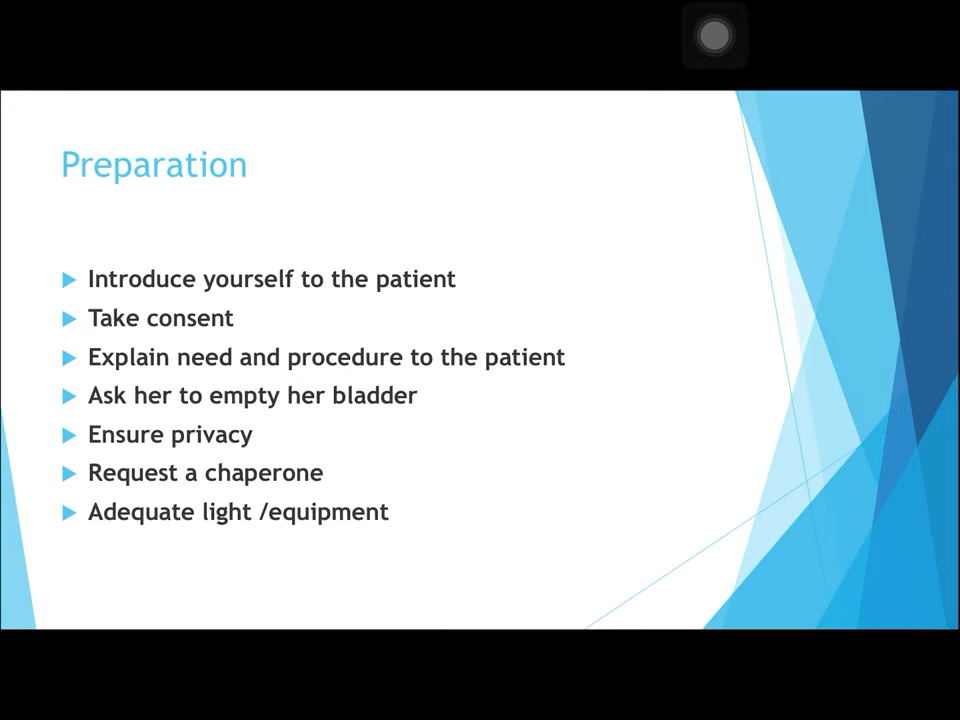 Preparation
Introduce yourself to the patient
Take consent
Explain need and procedure to the patient
Ask her to empty her bladder
Ensure privacy
Request a chaperone
Adequate light /equipment